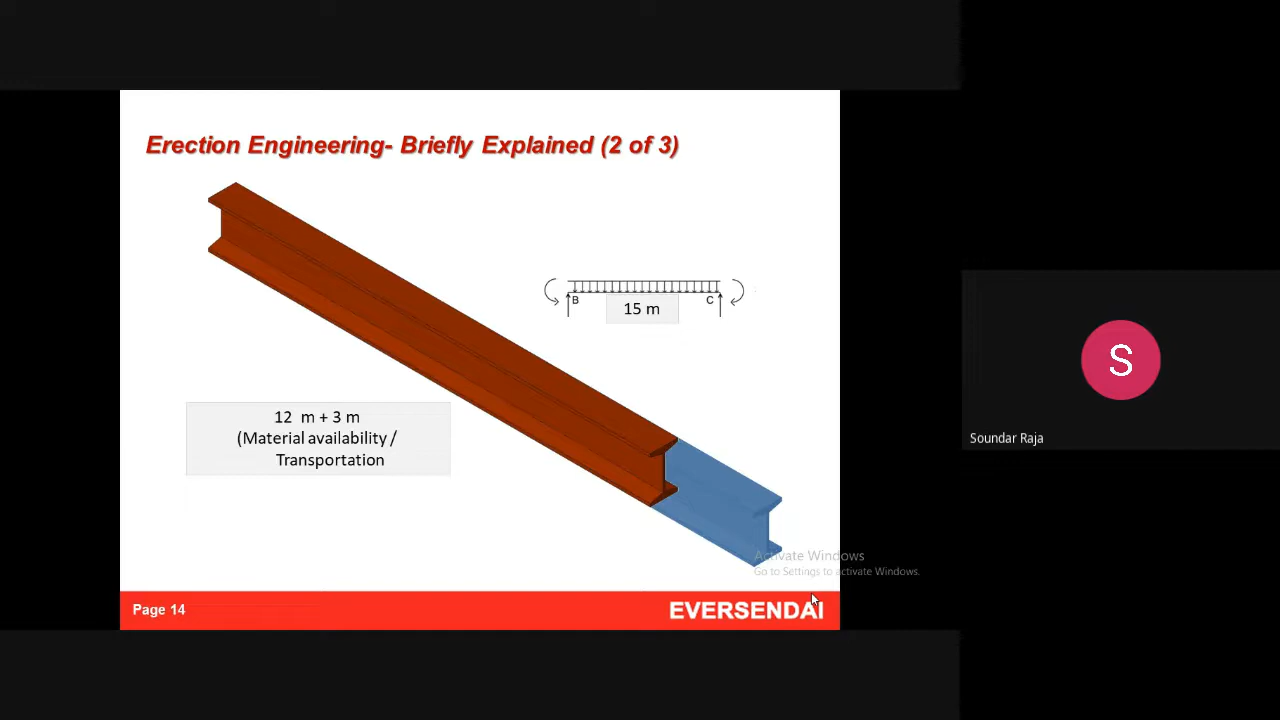 Erection Engineering- Briefly Explained (2 of 3)
B
C
15 m
12 m + 3 m
(Material availability /
Transportation
S
Soundar Raja
Activate Windows
Go to Settings to activate Windows.
Page 14
EVERSENDAI